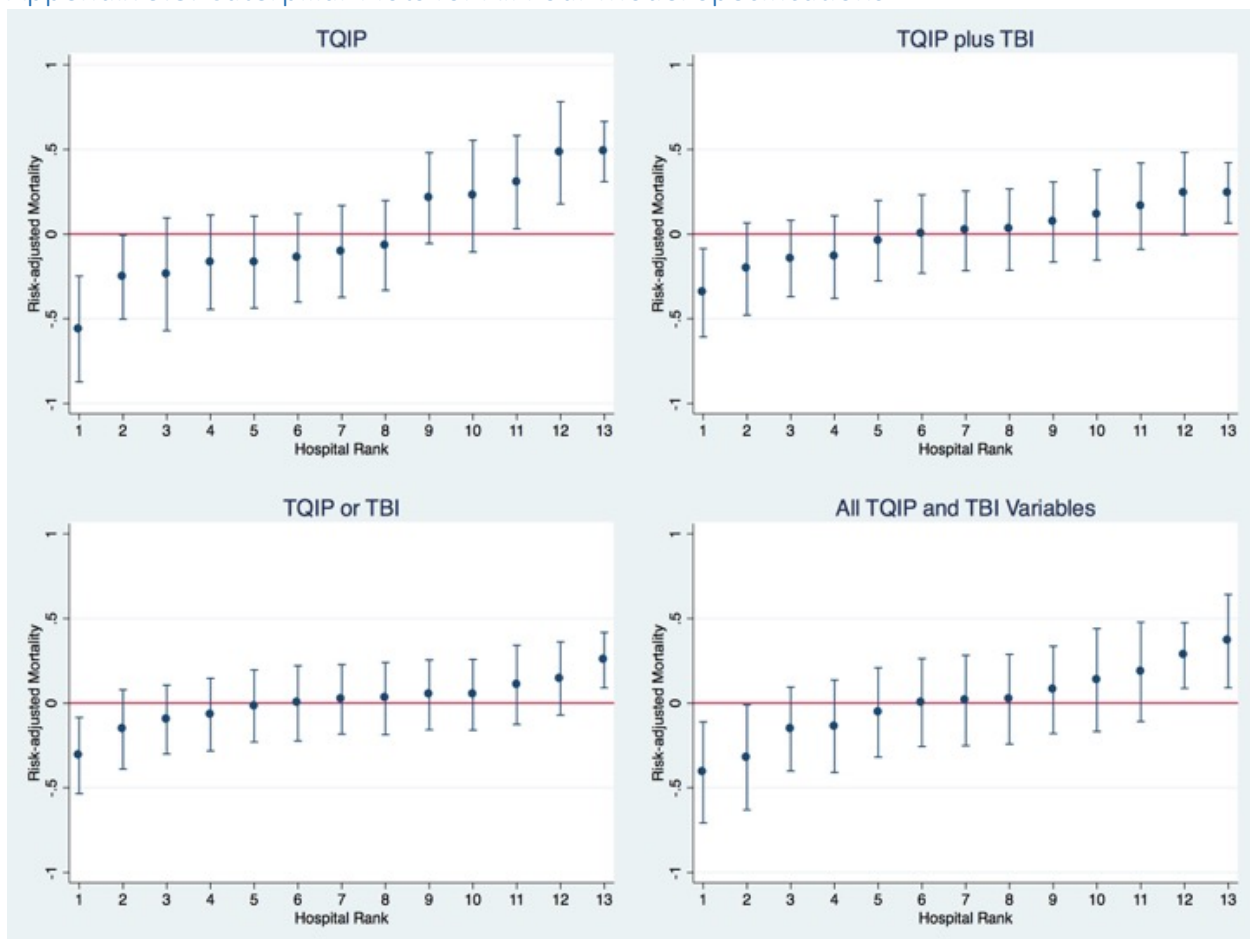 TQIP
Risk-adjusted Mortality
1
.5
0
-.5
-1
1 2 3 4 5 6 7 8 9 10 11 12 13
Hospital Rank
TQIP plus TBI
Risk-adjusted Mortality
1
.5
0
-.5
-1
1 2 3 4 5 6 7 8 9 10 11 12 13
Hospital Rank
TQIP or TBI
Risk-adjusted Mortality
1
.5
0
-.5
-1
1 2 3 4 5 6 7 8 9 10 11 12 13
Hospital Rank
All TQIP and TBI Variables
Risk-adjusted Mortality
1
.5
0
-.5
-1
1 2 3 4 5 6 7 8 9 10 11 12 13
Hospital Rank